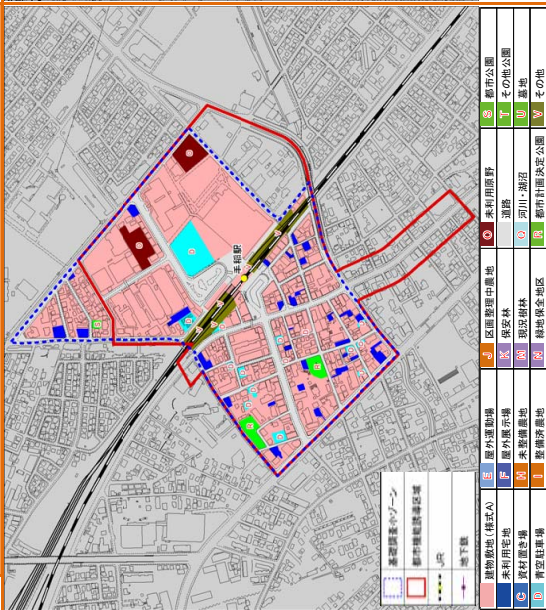 手稲駅
基礎調査小ゾーン
都市機能誘導区域
JR
地下鉄
建物敷地(様式A)
未利用宅地
C 資材置き場
D 青空駐車場
E 屋外運動場
F 屋外展示場
H 未整備農地
I 整備済農地
J 区画整理中農地
K 保安林
M 現況樹林
N 緑地保全地区
O 未利用原野
道路
Q 河川・湖沼
R 都市計画決定公園
S 都市公園
T その他公園
U 墓地
V その他